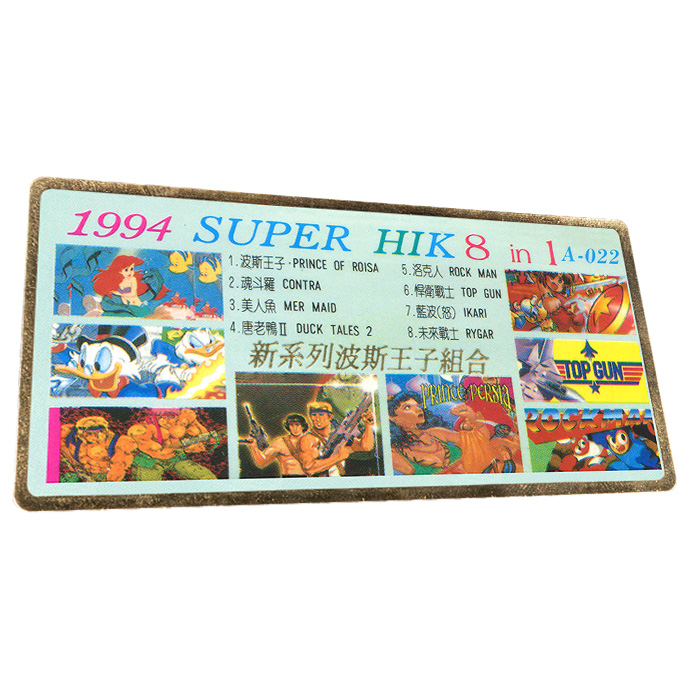 1994 SUPER HIK 8 in 1 A-022
1.波斯王子·PRINCE OF ROISA
2.魂斗羅 CONTRA
3.美人魚 MER MAID
4.唐老鴨II DUCK TALES 2
5.洛克人 ROCK MAN
6.悍衛戰士 TOP GUN
7.藍波(怒) IKARI
8.未來戰士 RYGAR
新系列波斯王子組合
PRINCE OF PERSIA
TOP GUN
ROCKMAN